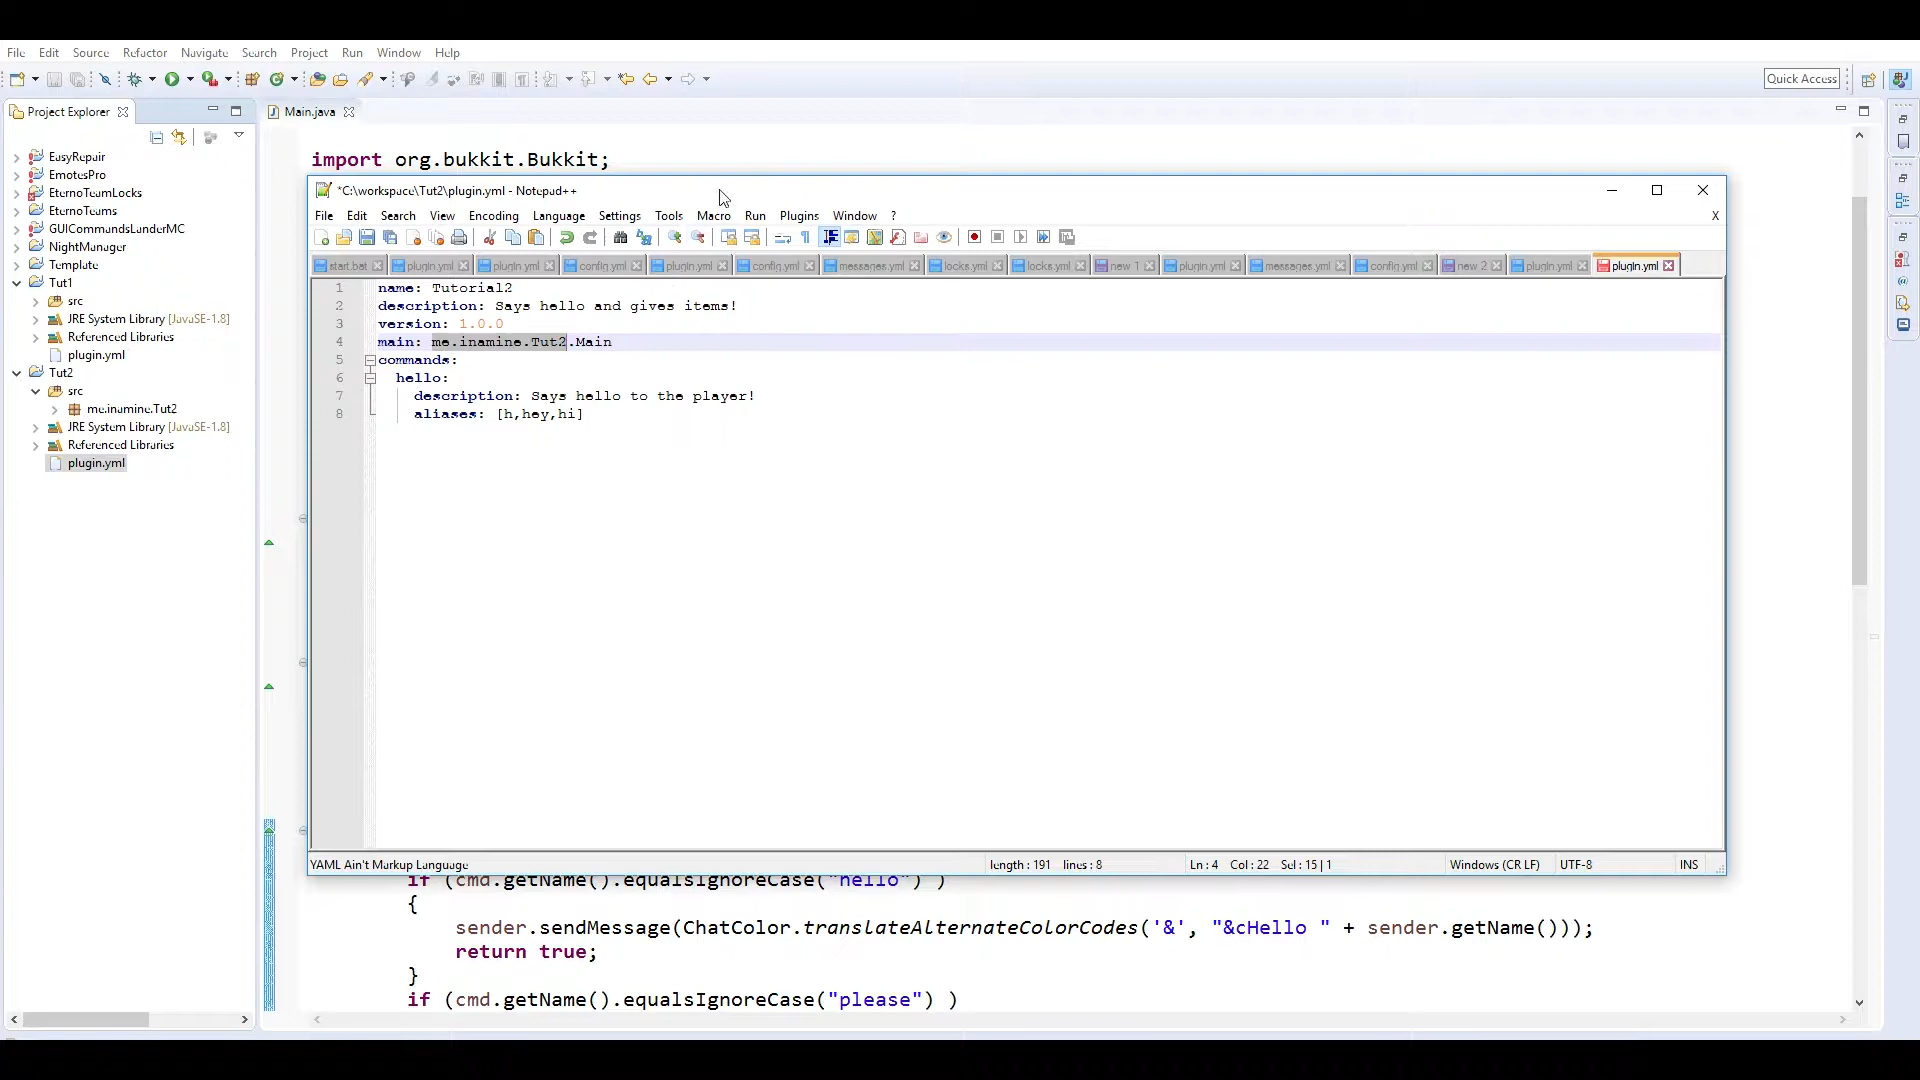 File Edit Source Refactor Navigate Search Project Run Window Help
Quick Access
Project Explorer
Main.java
EasyRepair
EmotesPro
EternoTeamLocks
EternoTeams
GUICommandsLunderMC
NightManager
Template
Tut1
src
JRE System Library [JavaSE-1.8]
Referenced Libraries
plugin.yml
Tut2
src
me.inamine.Tut2
JRE System Library [JavaSE-1.8]
Referenced Libraries
plugin.yml
import org.bukkit.Bukkit;
*C:\workspace\Tut2\plugin.yml - Notepad++
File Edit Search View Encoding Language Settings Tools Macro Run Plugins Window ? X
start.bat plugin.yml plugin.yml config.yml plugin.yml config.yml messages.yml locks.yml locks.yml new 1 plugin.yml messages.yml config.yml new 2 plugin.yml plugin.yml
1 name: Tutorial2
2 description: Says hello and gives items!
3 version: 1.0.0
4 main: me.inamine.Tut2.Main
5 commands:
6 hello:
7 description: Says hello to the player!
8 aliases: [h,hey,hi]
YAML Ain't Markup Language length : 191 lines : 8 Ln : 4 Col : 22 Sel : 15 | 1 Windows (CR LF) UTF-8 INS
if (cmd.getName().equalsIgnoreCase("hello") )
{
sender.sendMessage(ChatColor.translateAlternateColorCodes('&', "&cHello " + sender.getName()));
return true;
}
if (cmd.getName().equalsIgnoreCase("please") )